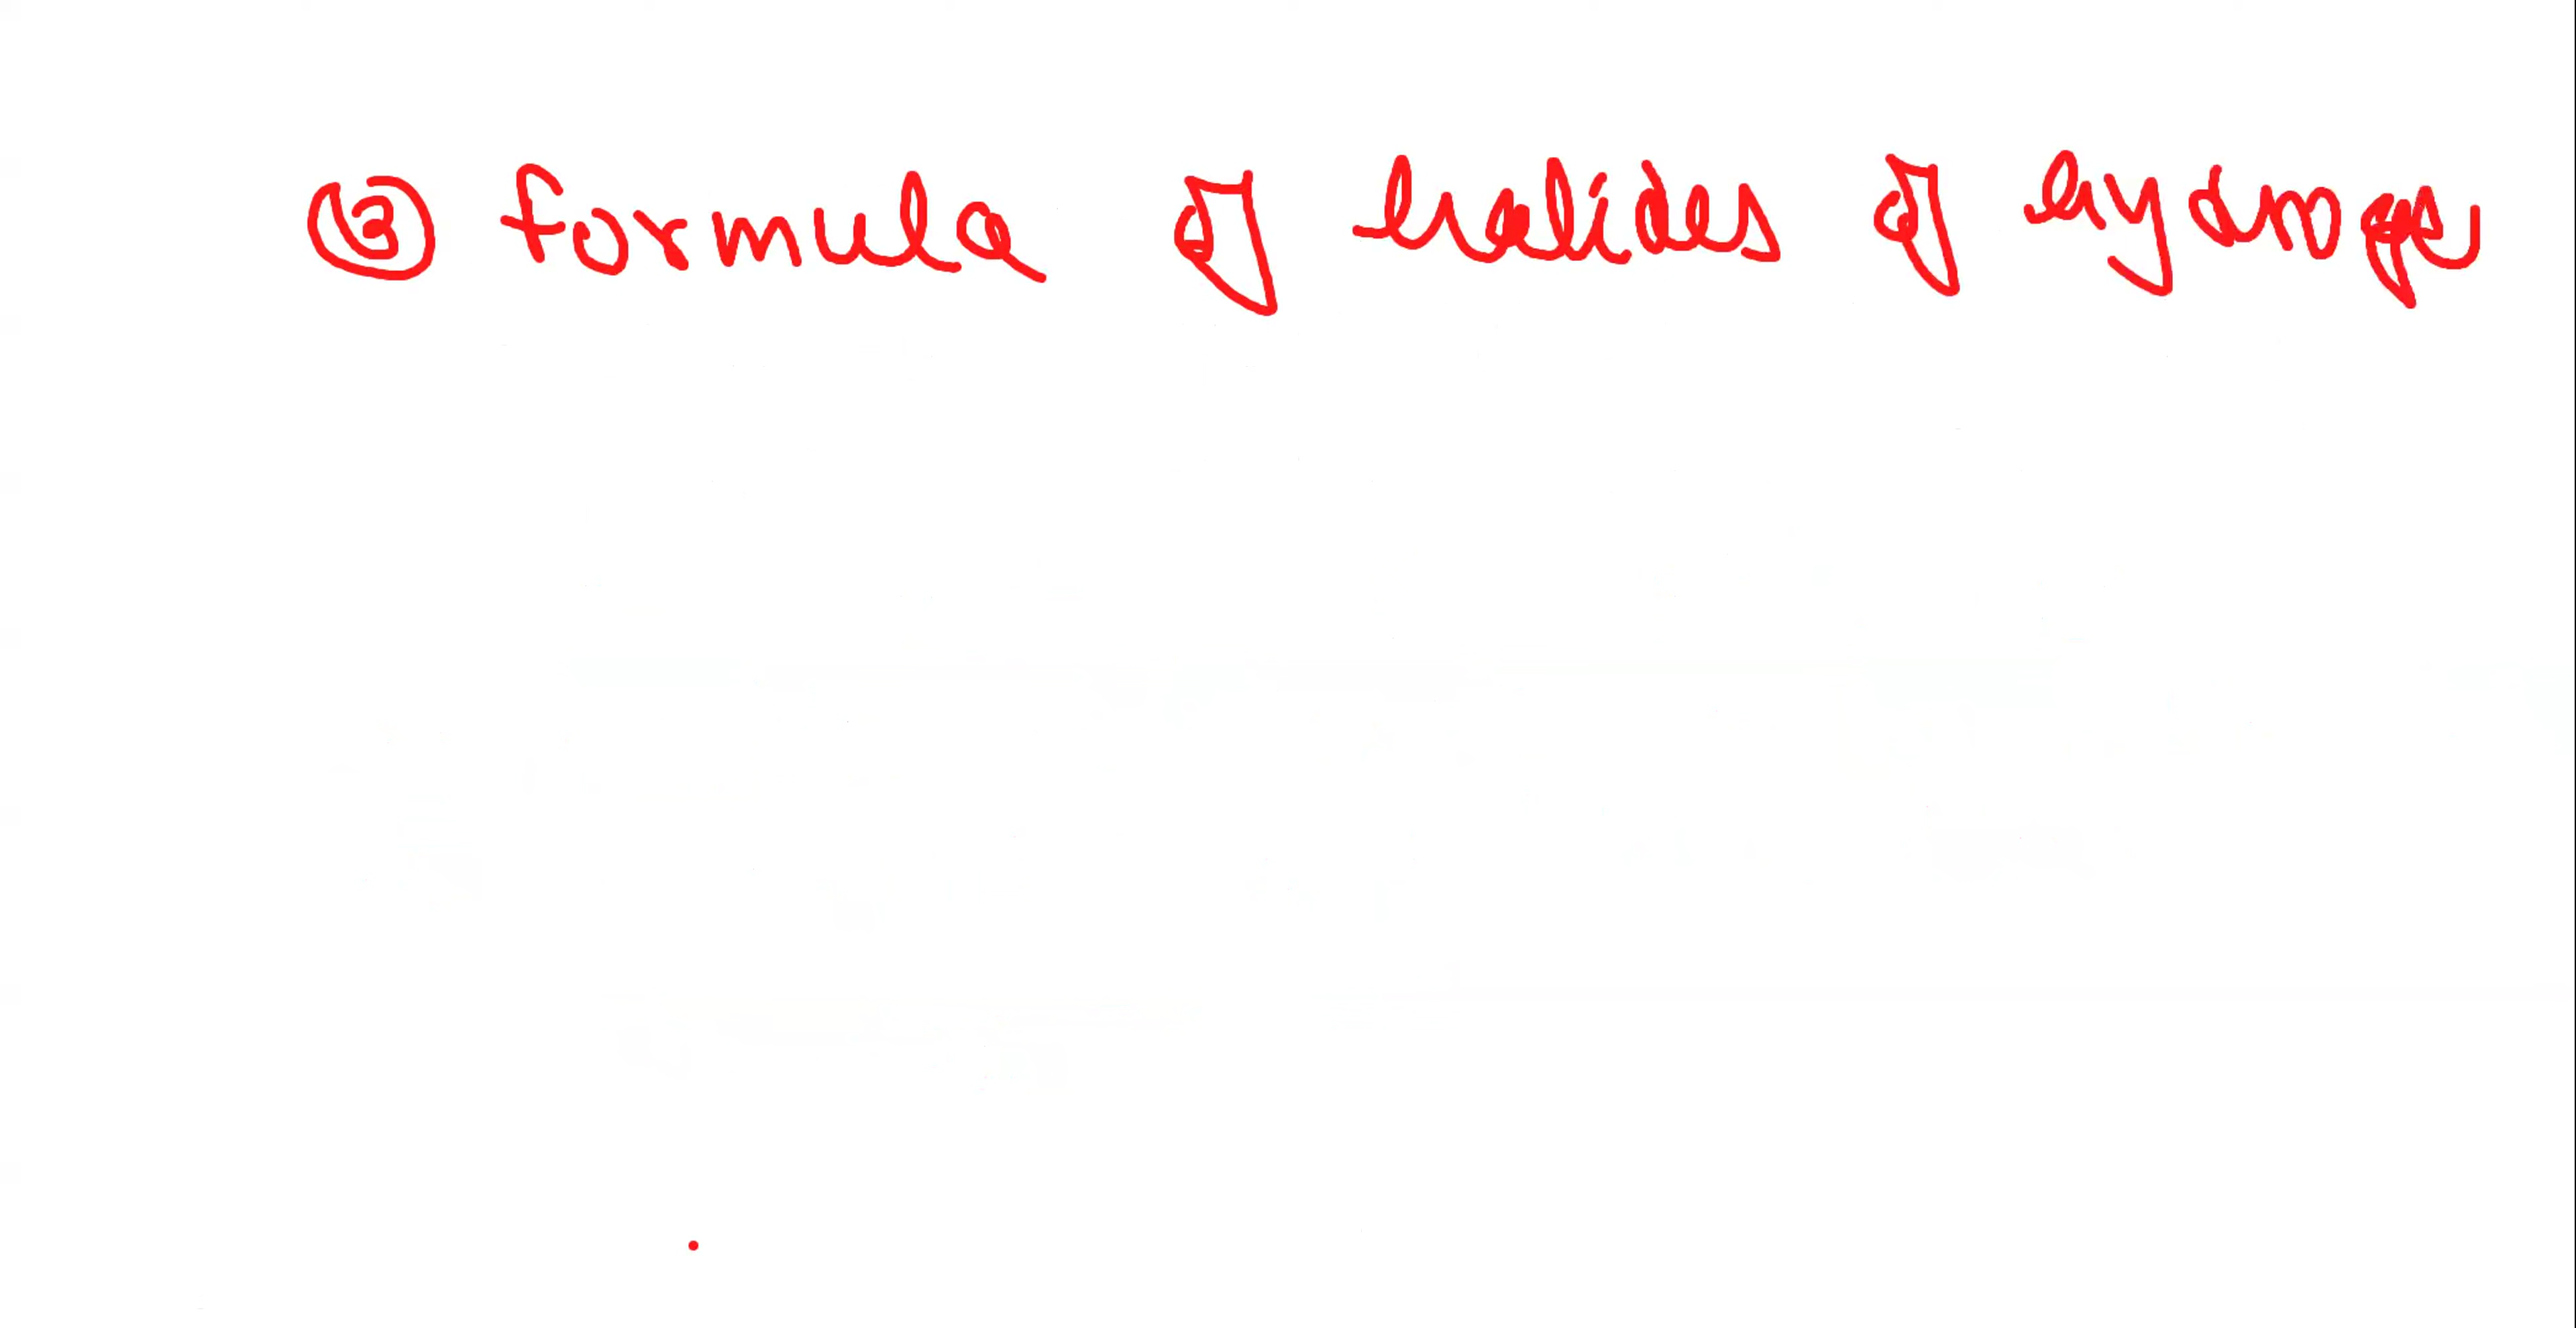 ③ formula of halides of hydrogen